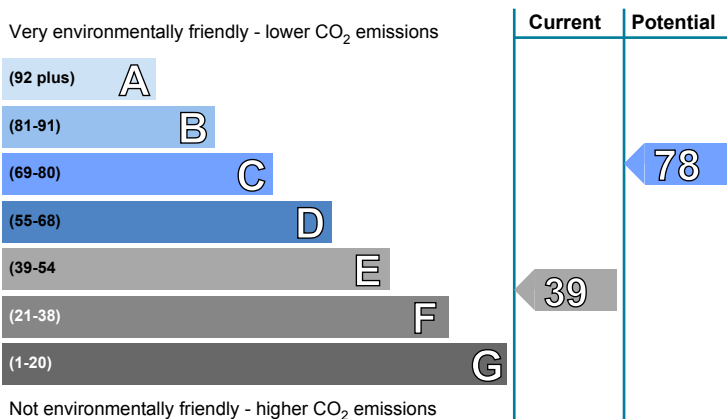 Very environmentally friendly - lower CO2 emissions
Current
Potential
(92 plus) A
(81-91) B
(69-80) C
78
(55-68) D
(39-54 E
39
(21-38) F
(1-20) G
Not environmentally friendly - higher CO2 emissions